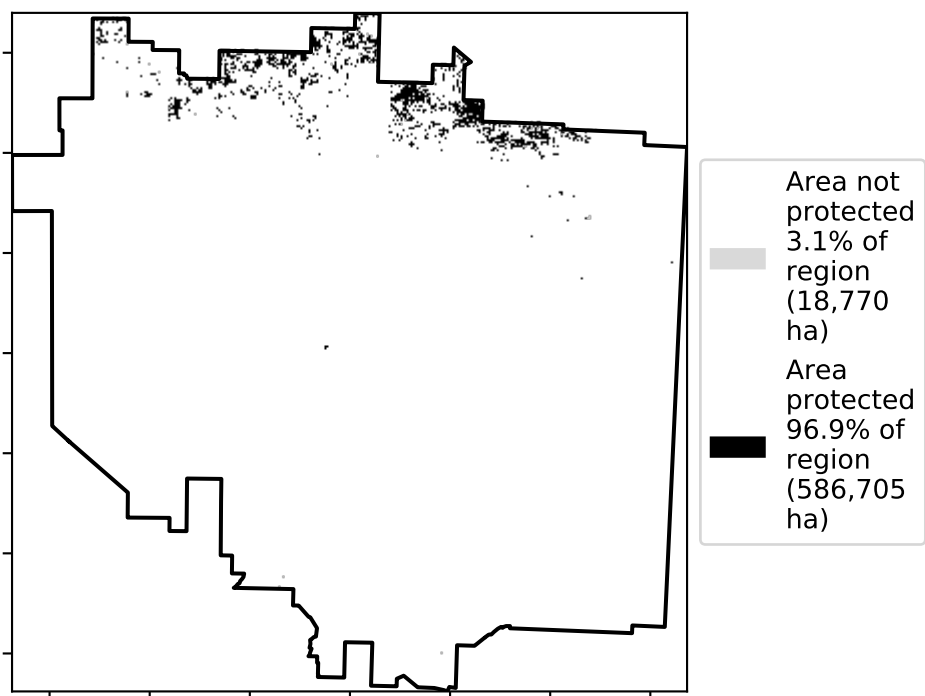 Area not
protected
3.1% of
region
(18,770
ha)
Area
protected
96.9% of
region
(586,705
ha)